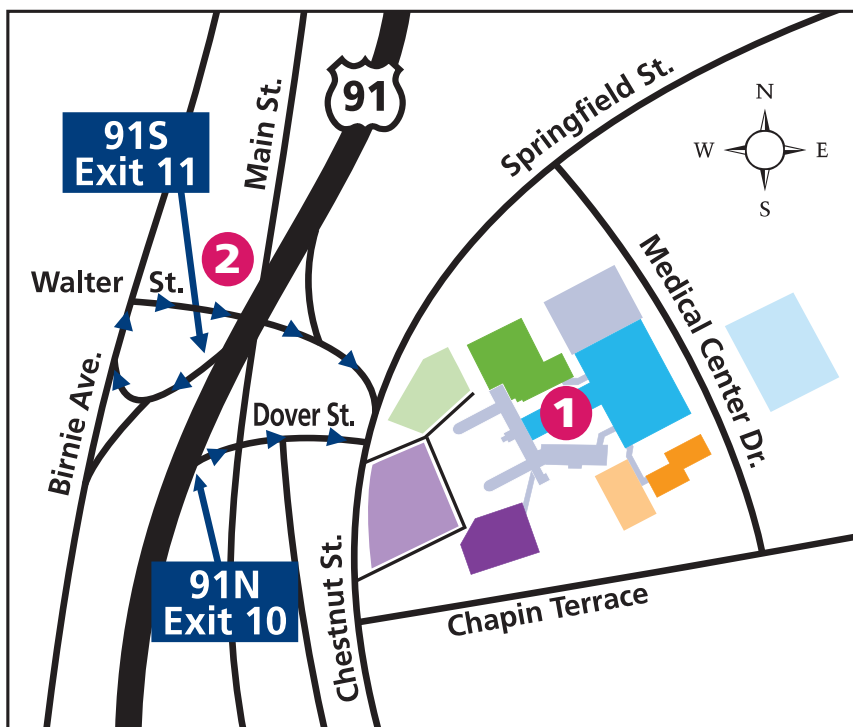 91
Main St.
Springfield St.
N
W
E
S
91S
Exit 11
2
Walter St.
Medical Center Dr.
Birnie Ave.
Dover St.
1
91N
Exit 10
Chestnut St.
Chapin Terrace